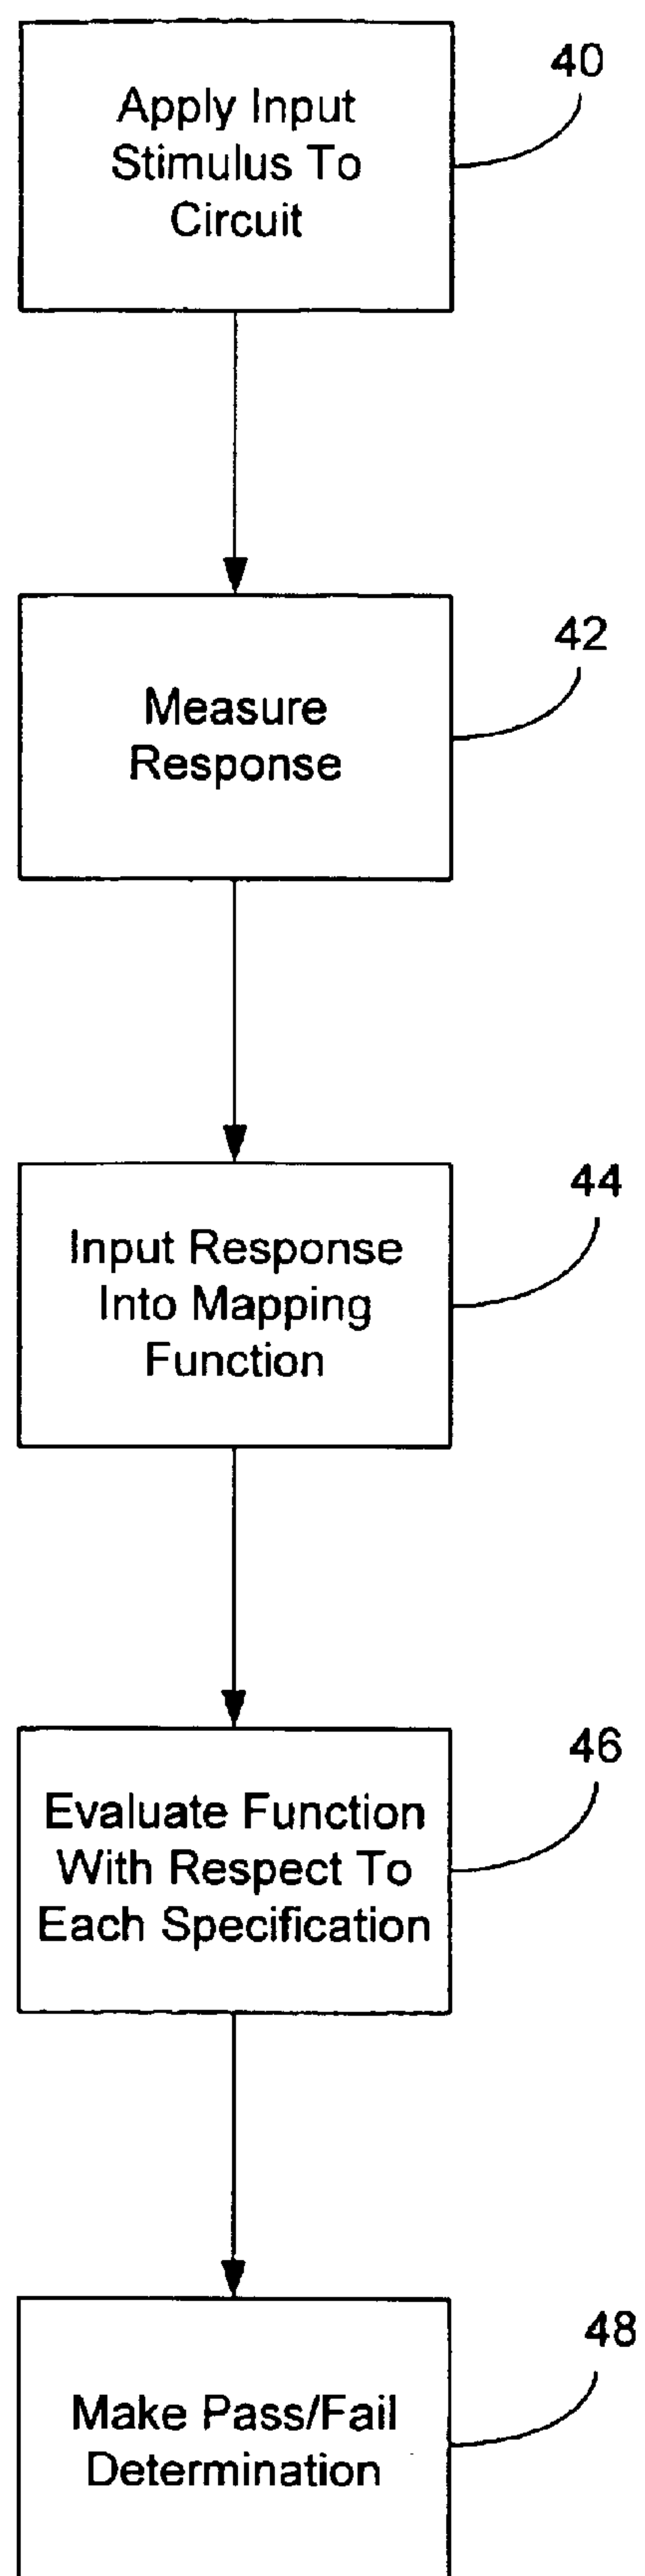 40
Apply Input
Stimulus To
Circuit
42
Measure
Response
44
Input Response
Into Mapping
Function
46
Evaluate Function
With Respect To
Each Specification
48
Make Pass/Fail
Determination